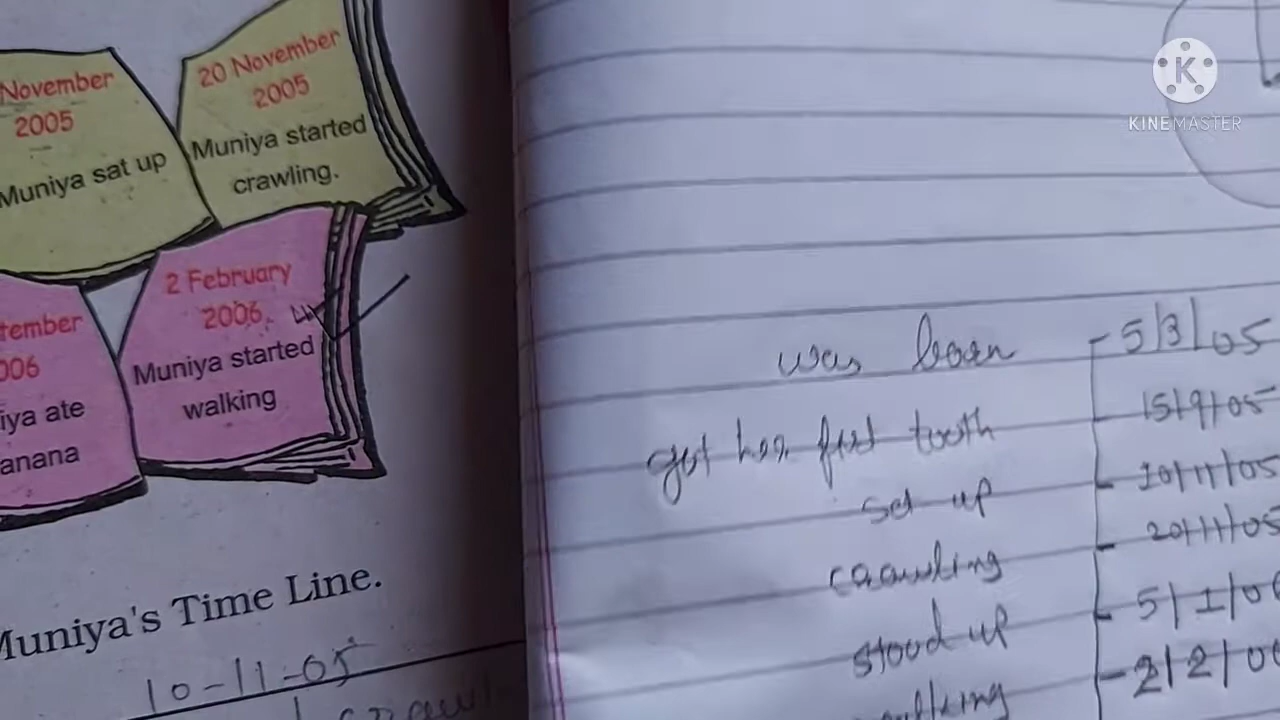 November
2005
Muniya sat up
20 November
2005
Muniya started
crawling.
tember
006
iya ate
anana
2 February
2006
Muniya started
walking
Muniya's Time Line.
10-11-05
was born - 5/3/05
got her first tooth 15/9/05
set up - 10/11/05
crawling - 20/11/05
stood up - 5/1/0
- 2/2/0
KINEMASTER